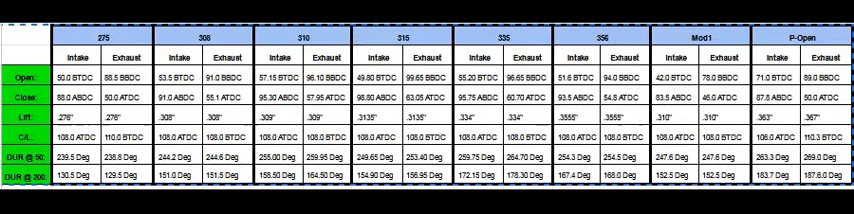 275 308 310 315 335 356 Mod1 P-Open
Intake Exhaust Intake Exhaust Intake Exhaust Intake Exhaust Intake Exhaust Intake Exhaust Intake Exhaust Intake Exhaust
Open: 50.0 BTDC 88.5 BBDC 53.5 BTDC 91.0 BBDC 57.15 BTDC 96.10 BBDC 49.80 BTDC 99.65 BBDC 55.20 BTDC 96.65 BBDC 51.6 BTDC 94.0 BBDC 42.0 BTDC 78.0 BBDC 71.0 BTDC 89.0 BBDC
Close: 88.0 ABDC 50.0 ATDC 91.0 ABDC 55.1 ATDC 95.30 ABDC 57.95 ATDC 98.80 ABDC 63.05 ATDC 95.75 ABDC 60.70 ATDC 93.5 ABDC 54.8 ATDC 83.5 ABDC 46.0 ATDC 87.8 ABDC 50.0 ATDC
Lift: .276" .276" .308" .308" .309" .309" .3135" .3135" .334" .334" .3555" .3555" .310" .310" .363" .367"
C/L: 108.0 ATDC 110.0 BTDC 108.0 ATDC 108.0 BTDC 108.0 ATDC 108.0 BTDC 108.0 ATDC 108.0 BTDC 108.0 ATDC 108.0 BTDC 108.0 ATDC 108.0 BTDC 108.0 ATDC 108.0 BTDC 106.0 ATDC 110.3 BTDC
DUR @ 50: 239.5 Deg 238.8 Deg 244.2 Deg 244.6 Deg 255.00 Deg 259.95 Deg 249.65 Deg 253.40 Deg 259.75 Deg 264.70 Deg 254.3 Deg 254.5 Deg 247.6 Deg 247.6 Deg 263.3 Deg 269.0 Deg
DUR @ 200: 130.5 Deg 129.5 Deg 151.0 Deg 151.5 Deg 158.50 Deg 164.50 Deg 154.90 Deg 156.95 Deg 172.15 Deg 178.30 Deg 167.4 Deg 168.0 Deg 152.5 Deg 152.5 Deg 183.7 Deg 187.6.0 Deg